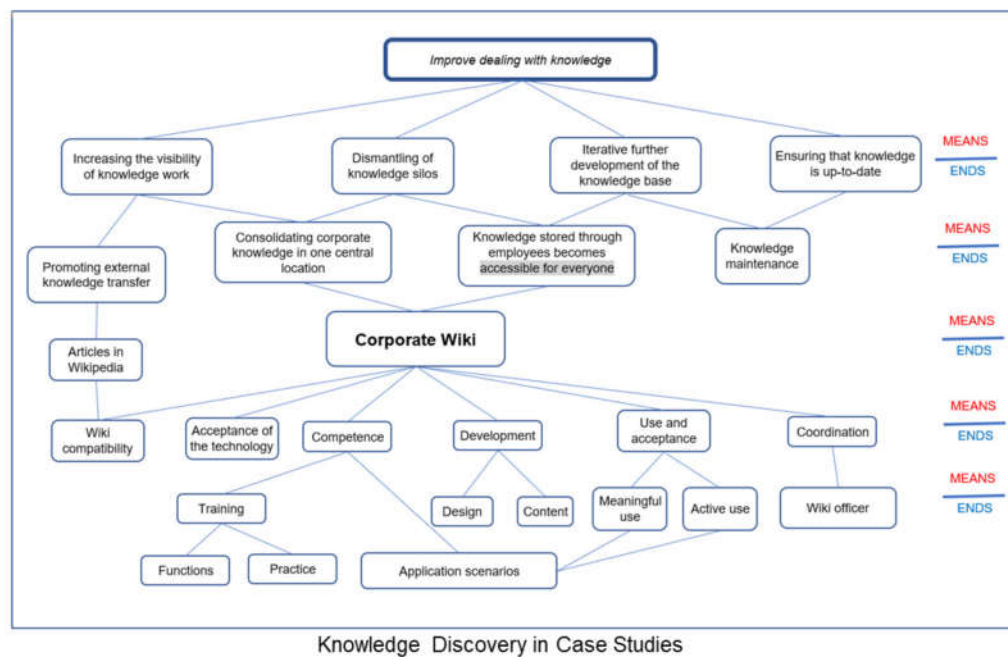 Improve dealing with knowledge
Increasing the visibility
of knowledge work
Dismantling of
knowledge silos
Iterative further
development of the
knowledge base
Ensuring that knowledge
is up-to-date
MEANS
ENDS
Promoting external
knowledge transfer
Consolidating corporate
knowledge in one central
location
Knowledge stored through
employees becomes
accessible for everyone
Knowledge
maintenance
MEANS
ENDS
Articles in
Wikipedia
Corporate Wiki
MEANS
ENDS
Wiki
compatibility
Acceptance of
the technology
Competence
Development
Use and
acceptance
Coordination
MEANS
ENDS
Training
Design
Content
Meaningful
use
Active use
Wiki officer
MEANS
ENDS
Functions
Practice
Application scenarios
Knowledge Discovery in Case Studies